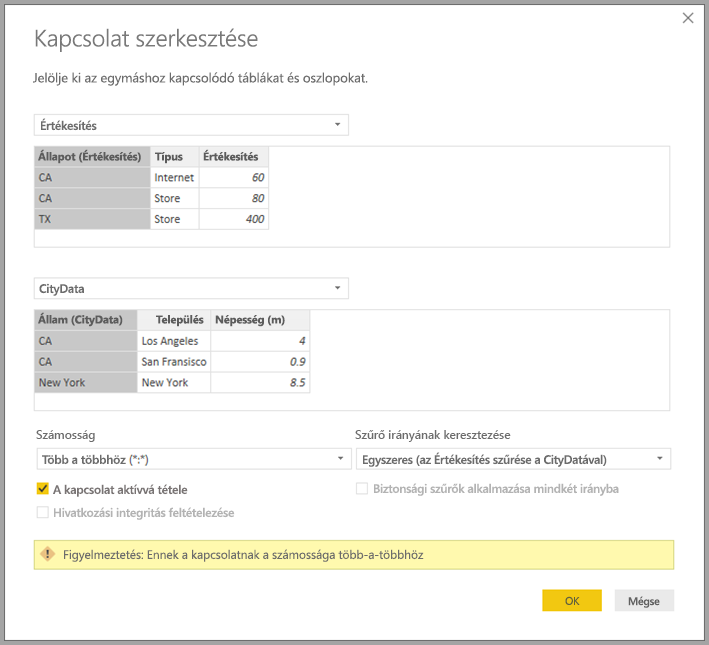 Kapcsolat szerkesztése
Jelölje ki az egymáshoz kapcsolódó táblákat és oszlopokat.
Értékesítés
Állapot (Értékesítés) Típus Értékesítés
CA Internet 60
CA Store 80
TX Store 400
CityData
Állam (CityData) Település Népesség (m)
CA Los Angeles 4
CA San Fransisco 0.9
New York New York 8.5
Számosság Szűrő irányának keresztezése
Több a többhöz (*:*) Egyszeres (az Értékesítés szűrése a CityDatával)
A kapcsolat aktívvá tétele Biztonsági szűrők alkalmazása mindkét irányba
Hivatkozási integritás feltételezése
Figyelmeztetés: Ennek a kapcsolatnak a számossága több-a-többhöz
OK Mégse